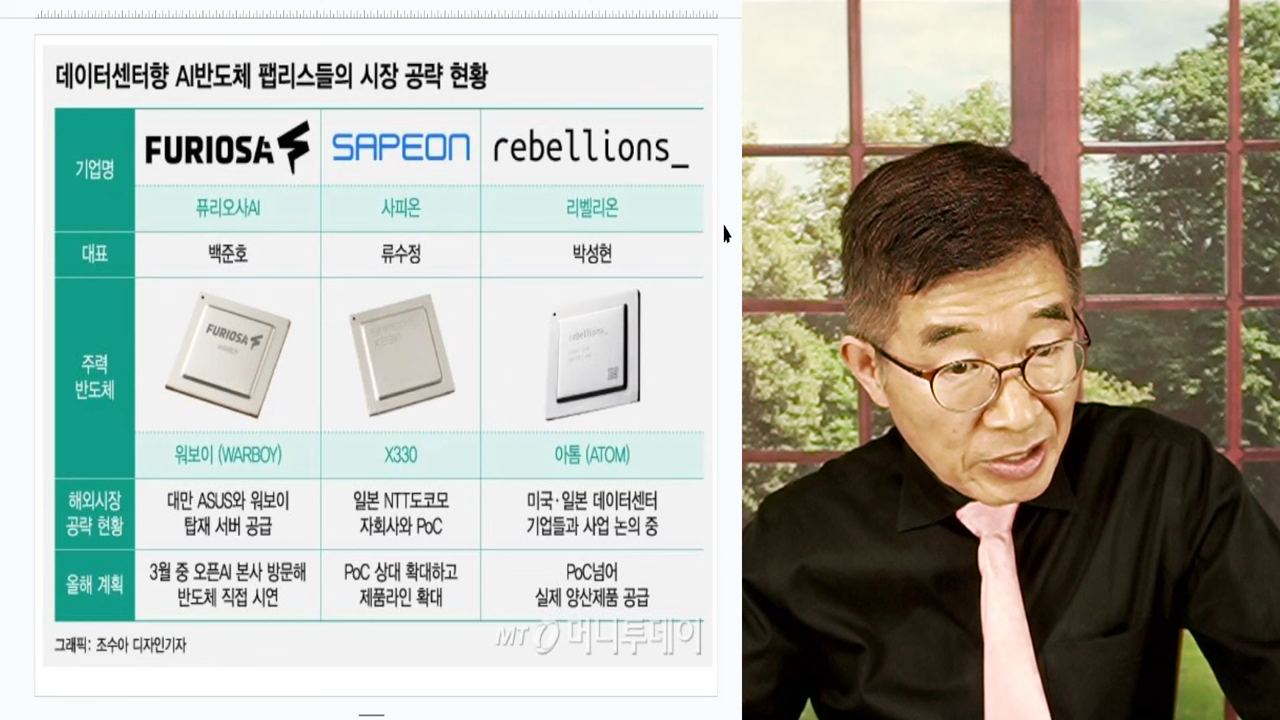 데이터센터향 AI반도체 팹리스들의 시장 공략 현황
기업명
FURIOSA
SAPEON
rebellions_
퓨리오사AI
사피온
리벨리온
대표
백준호
류수정
박성현
주력
반도체
FURIOSA
WARBOY
rebellions_
워보이 (WARBOY)
X330
아톰 (ATOM)
해외시장
공략 현황
대만 ASUS와 워보이
탑재 서버 공급
일본 NTT도코모
자회사와 PoC
미국·일본 데이터센터
기업들과 사업 논의 중
올해 계획
3월 중 오픈AI 본사 방문해
반도체 직접 시연
PoC 상대 확대하고
제품라인 확대
PoC넘어
실제 양산제품 공급
MT 머니투데이
그래픽: 조수아 디자인기자